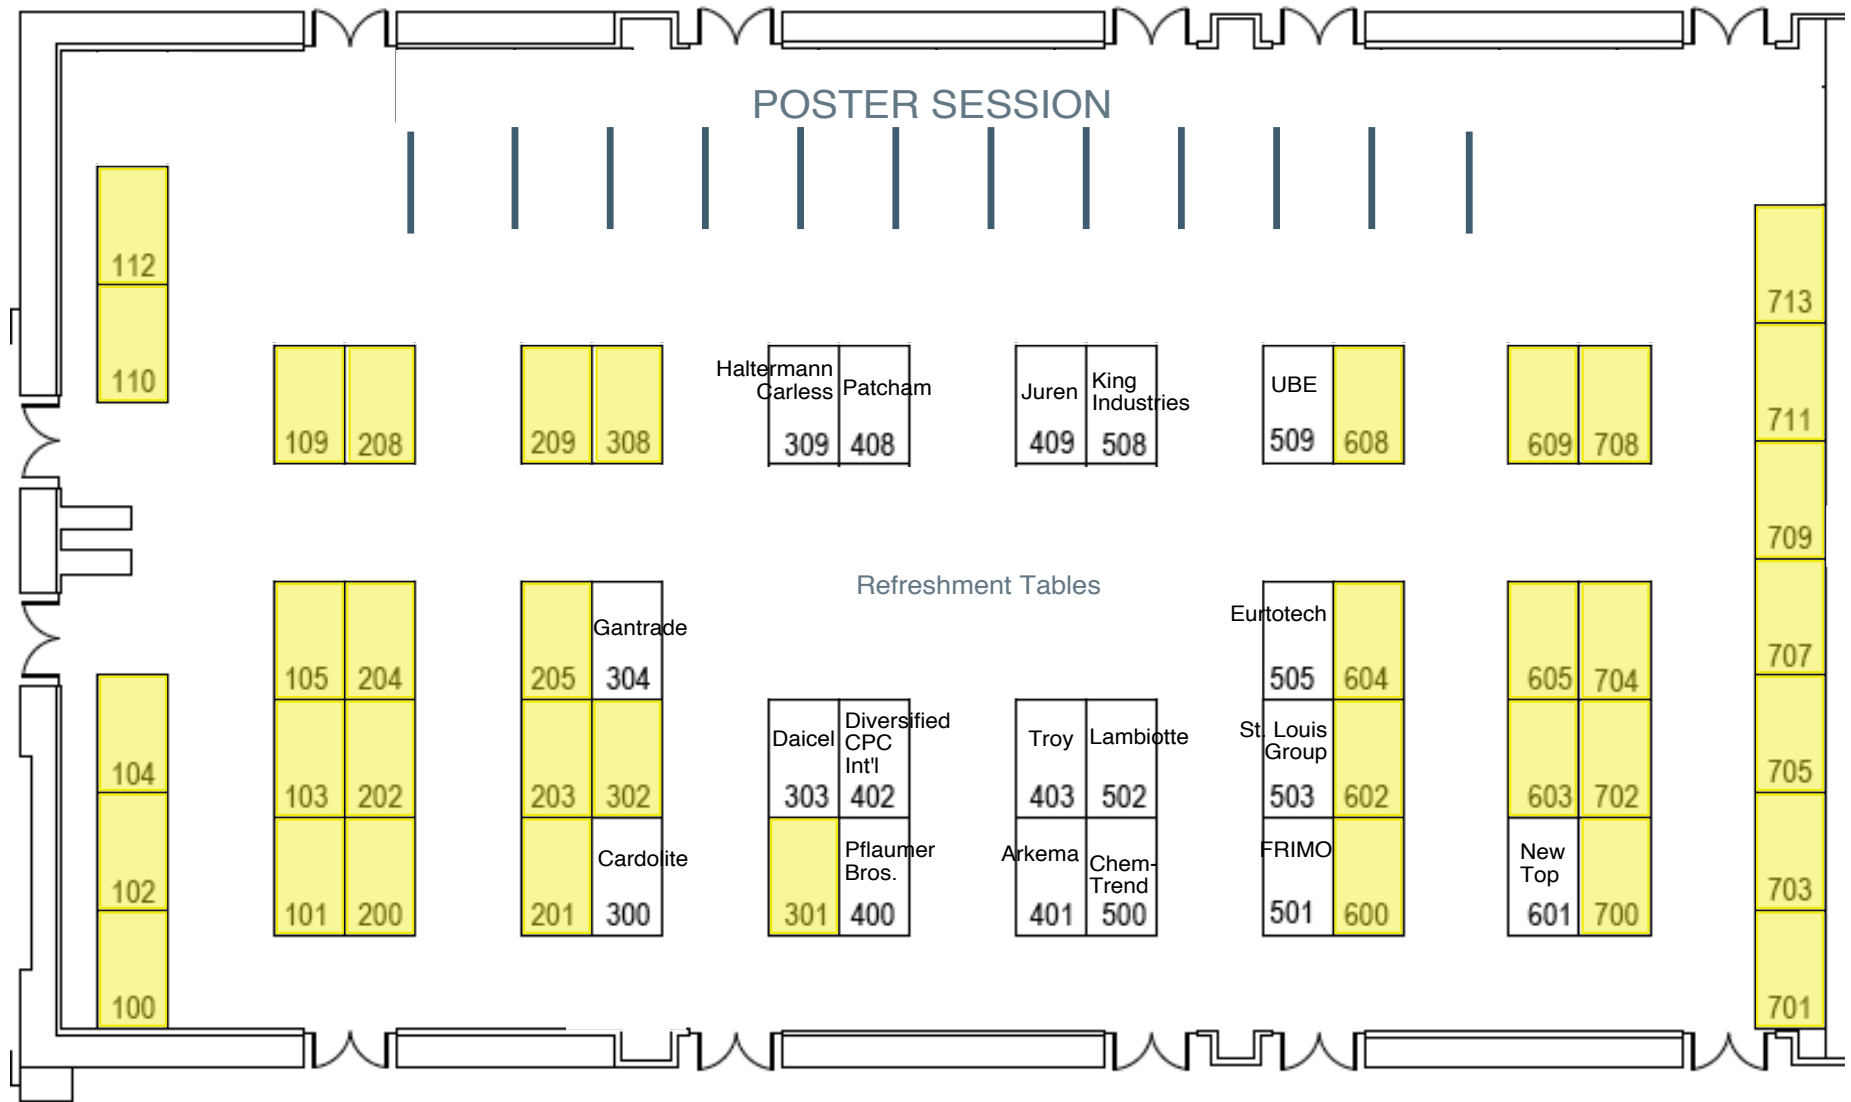 POSTER SESSION
112
110
713
711
709
707
705
703
701
109 208
209 308
Haltermann
Carless
309
Patcham
408
Juren
409
King
Industries
508
UBE
509
608
609 708
Refreshment Tables
105 204
205
Gantrade
304
Eurtotech
505
604
605 704
104
102
100
103 202
203 302
Daicel
303
Diversified
CPC
Int'l
402
Troy
403
Lambiotte
502
St. Louis
Group
503
602
603 702
101 200
201
Cardolite
300
301
Pflaumer
Bros.
400
Arkema
401
Chem-
Trend
500
FRIMO
501
600
New
Top
601
700